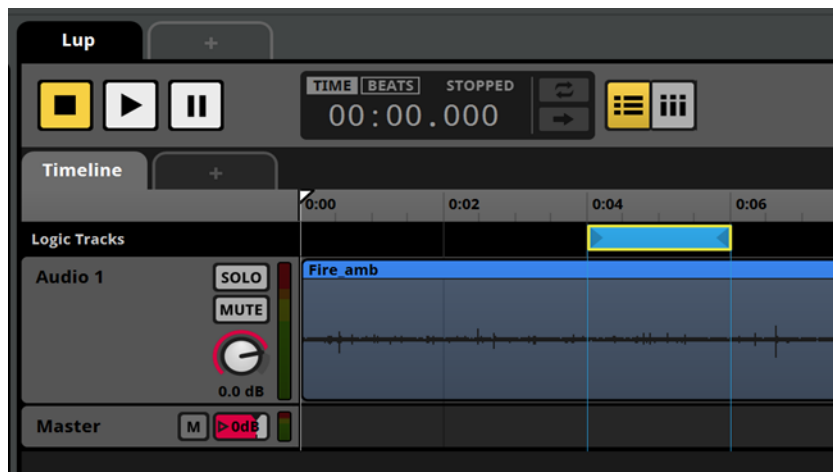 Lup
+
TIME BEATS STOPPED
00:00.000
Timeline
+
0:00 0:02 0:04 0:06
Logic Tracks
Audio 1
SOLO
Fire_amb
MUTE
0.0 dB
Master M 0dB